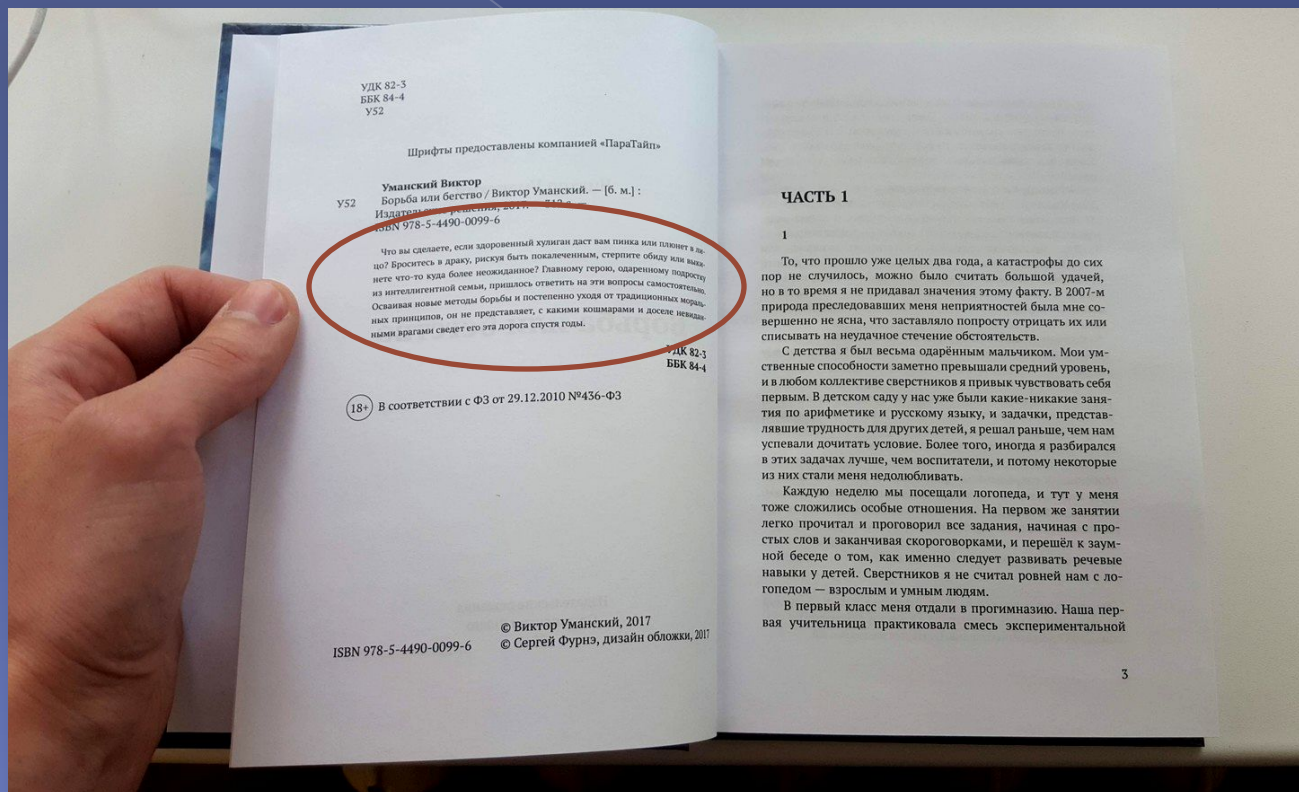 УДК 82-3
ББК 84-4
У52
Шрифты предоставлены компанией «ПараТайп»
Уманский Виктор
У52 Борьба или бегство / Виктор Уманский. — [б. м.] :
Издательские решения, 2017. — 312 с. —
ISBN 978-5-4490-0099-6
Что вы сделаете, если здоровенный хулиган даст вам пинка или плюнет в ли-
цо? Броситесь в драку, рискуя быть покалеченным, стерпите обиду или выки-
нете что-то куда более неожиданное? Главному герою, одаренному подростку
из интеллигентной семьи, пришлось ответить на эти вопросы самостоятельно.
Осваивая новые методы борьбы и постепенно уходя от традиционных мораль-
ных принципов, он не представляет, с какими кошмарами и доселе невидан-
ными врагами сведет его эта дорога спустя годы.
УДК 82-3
ББК 84-4
18+ В соответствии с ФЗ от 29.12.2010 №436-ФЗ
© Виктор Уманский, 2017
ISBN 978-5-4490-0099-6 © Сергей Фурнэ, дизайн обложки, 2017
ЧАСТЬ 1
1
То, что прошло уже целых два года, а катастрофы до сих
пор не случилось, можно было считать большой удачей,
но в то время я не придавал значения этому факту. В 2007-м
природа преследовавших меня неприятностей была мне со-
вершенно не ясна, что заставляло попросту отрицать их или
списывать на неудачное стечение обстоятельств.
С детства я был весьма одарённым мальчиком. Мои ум-
ственные способности заметно превышали средний уровень,
и в любом коллективе сверстников я привык чувствовать себя
первым. В детском саду у нас уже были какие-никакие заня-
тия по арифметике и русскому языку, и задачки, представ-
лявшие трудность для других детей, я решал раньше, чем нам
успевали дочитать условие. Более того, иногда я разбирался
в этих задачах лучше, чем воспитатели, и потому некоторые
из них стали меня недолюбливать.
Каждую неделю мы посещали логопеда, и тут у меня
тоже сложились особые отношения. На первом же занятии
легко прочитал и проговорил все задания, начиная с про-
стых слов и заканчивая скороговорками, и перешёл к заум-
ной беседе о том, как именно следует развивать речевые
навыки у детей. Сверстников я не считал ровней нам с ло-
гопедом — взрослым и умным людям.
В первый класс меня отдали в прогимназию. Наша пер-
вая учительница практиковала смесь экспериментальной
3